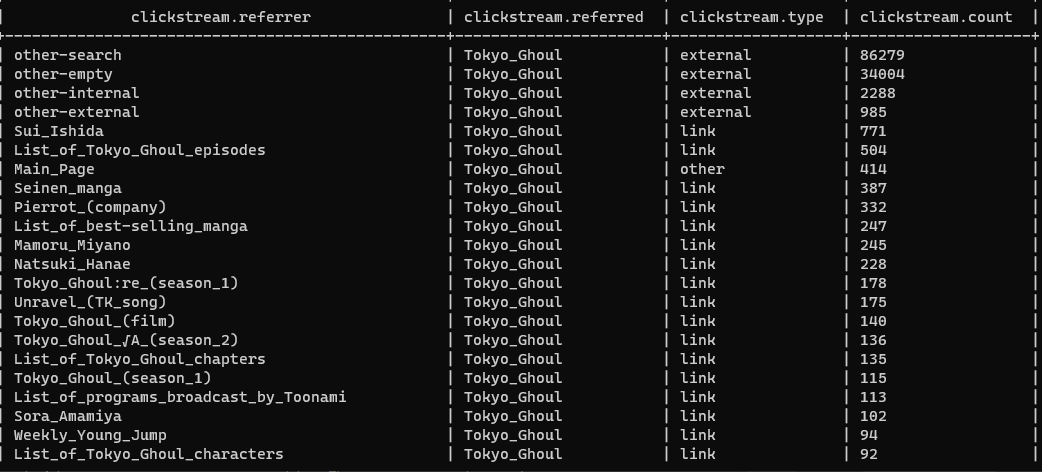 | clickstream.referrer | clickstream.referred | clickstream.type | clickstream.count |
| other-search | Tokyo_Ghoul | external | 86279 |
| other-empty | Tokyo_Ghoul | external | 34004 |
| other-internal | Tokyo_Ghoul | external | 2288 |
| other-external | Tokyo_Ghoul | external | 985 |
| Sui_Ishida | Tokyo_Ghoul | link | 771 |
| List_of_Tokyo_Ghoul_episodes | Tokyo_Ghoul | link | 504 |
| Main_Page | Tokyo_Ghoul | other | 414 |
| Seinen_manga | Tokyo_Ghoul | link | 387 |
| Pierrot_(company) | Tokyo_Ghoul | link | 332 |
| List_of_best-selling_manga | Tokyo_Ghoul | link | 247 |
| Mamoru_Miyano | Tokyo_Ghoul | link | 245 |
| Natsuki_Hanae | Tokyo_Ghoul | link | 228 |
| Tokyo_Ghoul:re_(season_1) | Tokyo_Ghoul | link | 178 |
| Unravel_(TK_song) | Tokyo_Ghoul | link | 175 |
| Tokyo_Ghoul_(film) | Tokyo_Ghoul | link | 140 |
| Tokyo_Ghoul_√A_(season_2) | Tokyo_Ghoul | link | 136 |
| List_of_Tokyo_Ghoul_chapters | Tokyo_Ghoul | link | 135 |
| Tokyo_Ghoul_(season_1) | Tokyo_Ghoul | link | 115 |
| List_of_programs_broadcast_by_Toonami | Tokyo_Ghoul | link | 113 |
| Sora_Amamiya | Tokyo_Ghoul | link | 102 |
| Weekly_Young_Jump | Tokyo_Ghoul | link | 94 |
| List_of_Tokyo_Ghoul_characters | Tokyo_Ghoul | link | 92 |